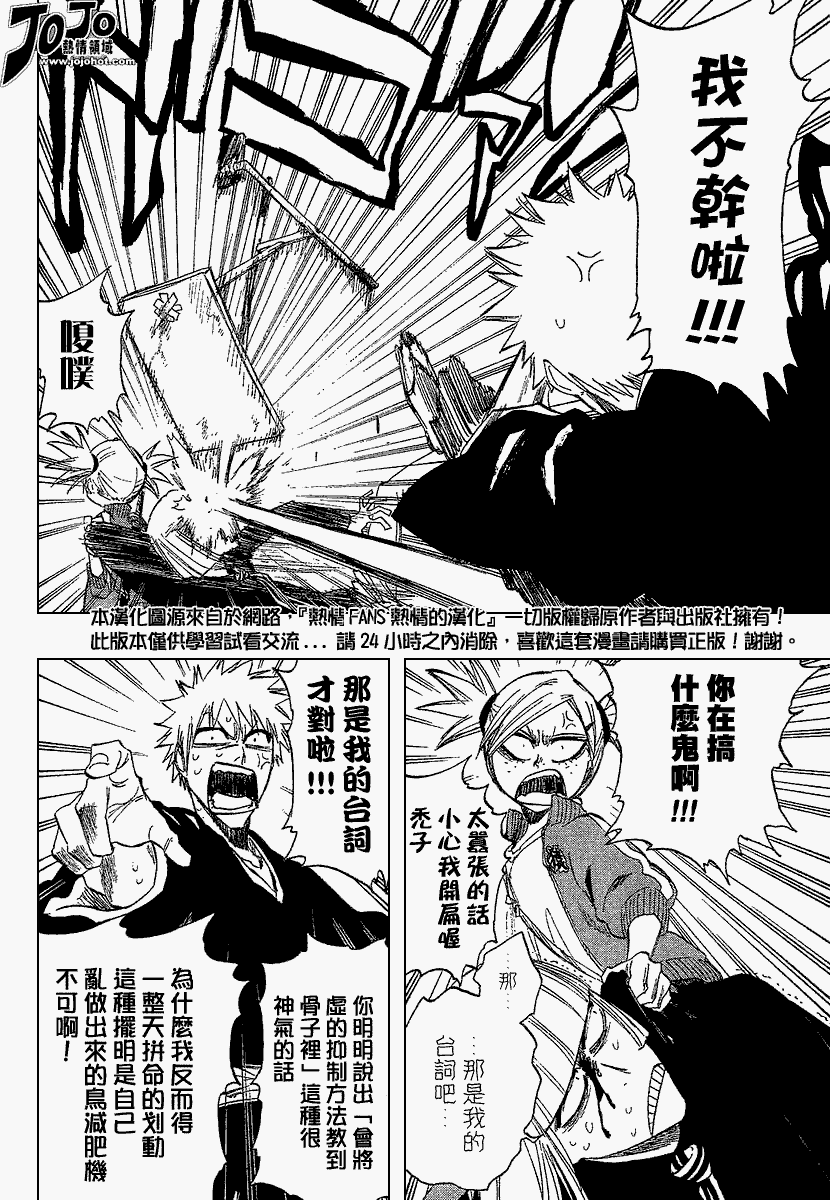 JOJO
熱情領域
www.jojohot.com
我不幹啦!!!
嗄噗
本漢化圖源來自於網路,『熱情FANS熱情的漢化』一切版權歸原作者與出版社擁有!
此版本僅供學習試看交流...請24小時之內消除,喜歡這套漫畫請購買正版!謝謝。
你在搞
什麼鬼啊!!!
太囂張的話
小心我開扁喔
禿子
那…
…那是我的
台詞吧…
那是我的台詞
才對啦!!!
你明明說出「會將
虛的抑制方法教到
骨子裡」這種很
神氣的話
為什麼我反而得
一整天拼命的划動
這種擺明是自己
亂做出來的鳥減肥機
不可啊!